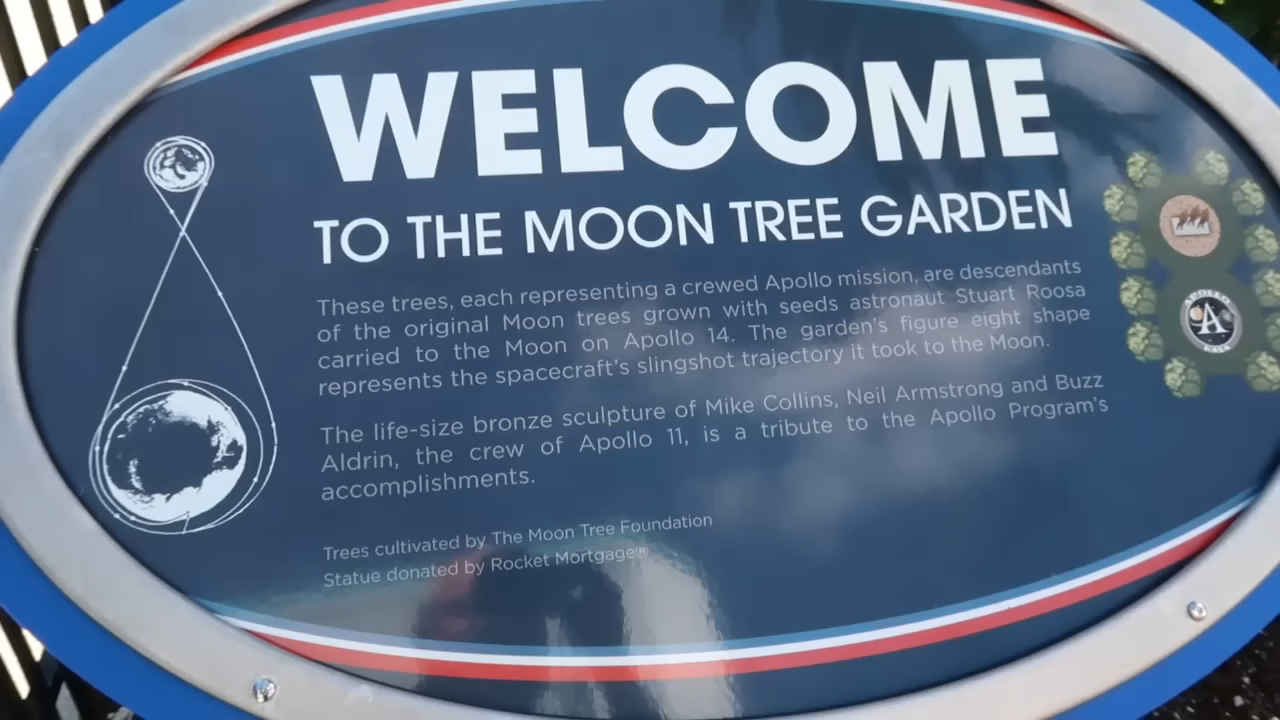 WELCOME
TO THE MOON TREE GARDEN
These trees, each representing a crewed Apollo mission, are descendants
of the original Moon trees grown with seeds astronaut Stuart Roosa
carried to the Moon on Apollo 14. The garden's figure eight shape
represents the spacecraft's slingshot trajectory it took to the Moon.
The life-size bronze sculpture of Mike Collins, Neil Armstrong and Buzz
Aldrin, the crew of Apollo 11, is a tribute to the Apollo Program's
accomplishments.
Trees cultivated by The Moon Tree Foundation
Statue donated by Rocket Mortgage®
APOLLO
A
NASA